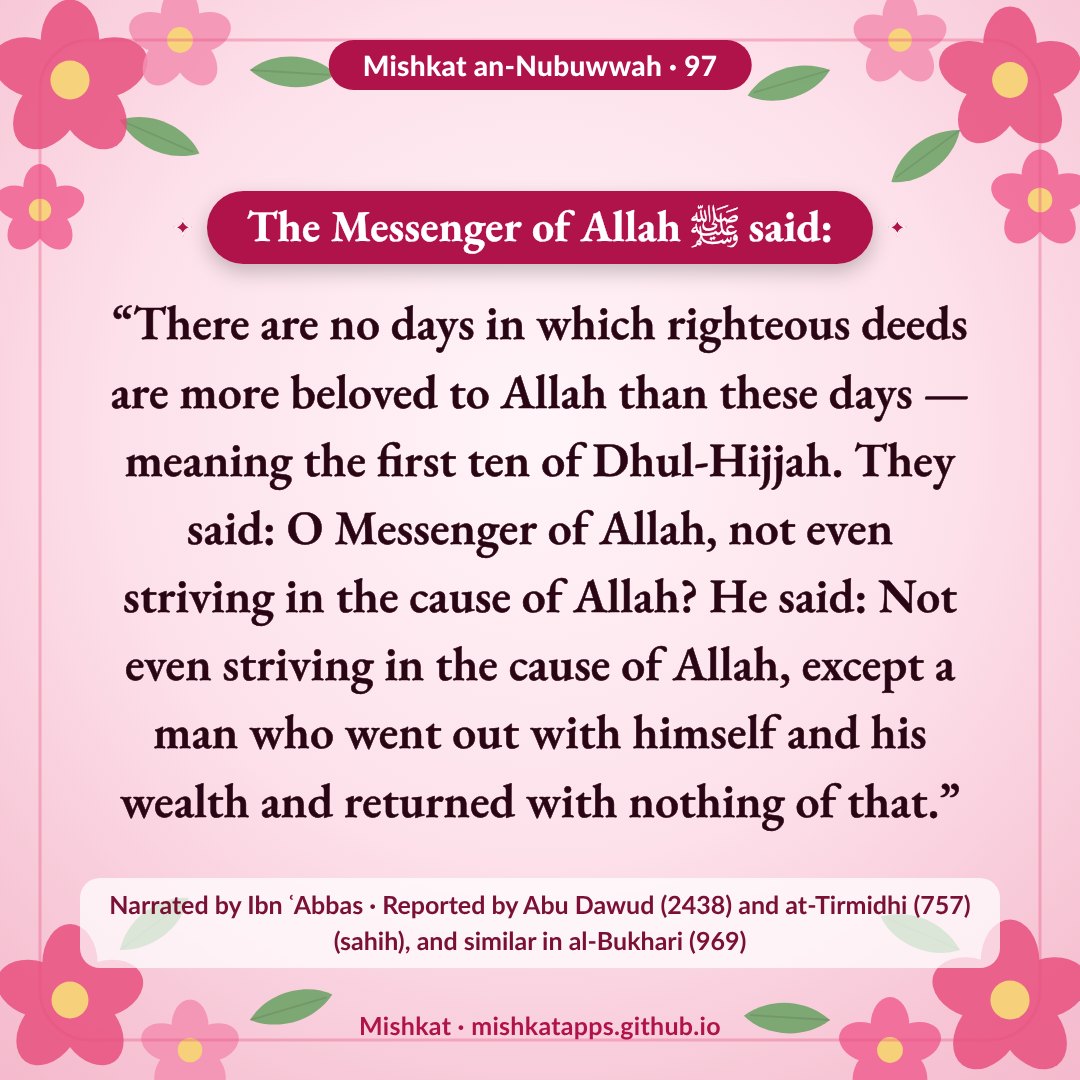 Mishkat an-Nubuwwah · 97
The Messenger of Allah ﷺ said:
“There are no days in which righteous deeds
are more beloved to Allah than these days —
meaning the first ten of Dhul-Hijjah. They
said: O Messenger of Allah, not even
striving in the cause of Allah? He said: Not
even striving in the cause of Allah, except a
man who went out with himself and his
wealth and returned with nothing of that.”
Narrated by Ibn ʿAbbas · Reported by Abu Dawud (2438) and at-Tirmidhi (757)
(sahih), and similar in al-Bukhari (969)
Mishkat · mishkatapps.github.io